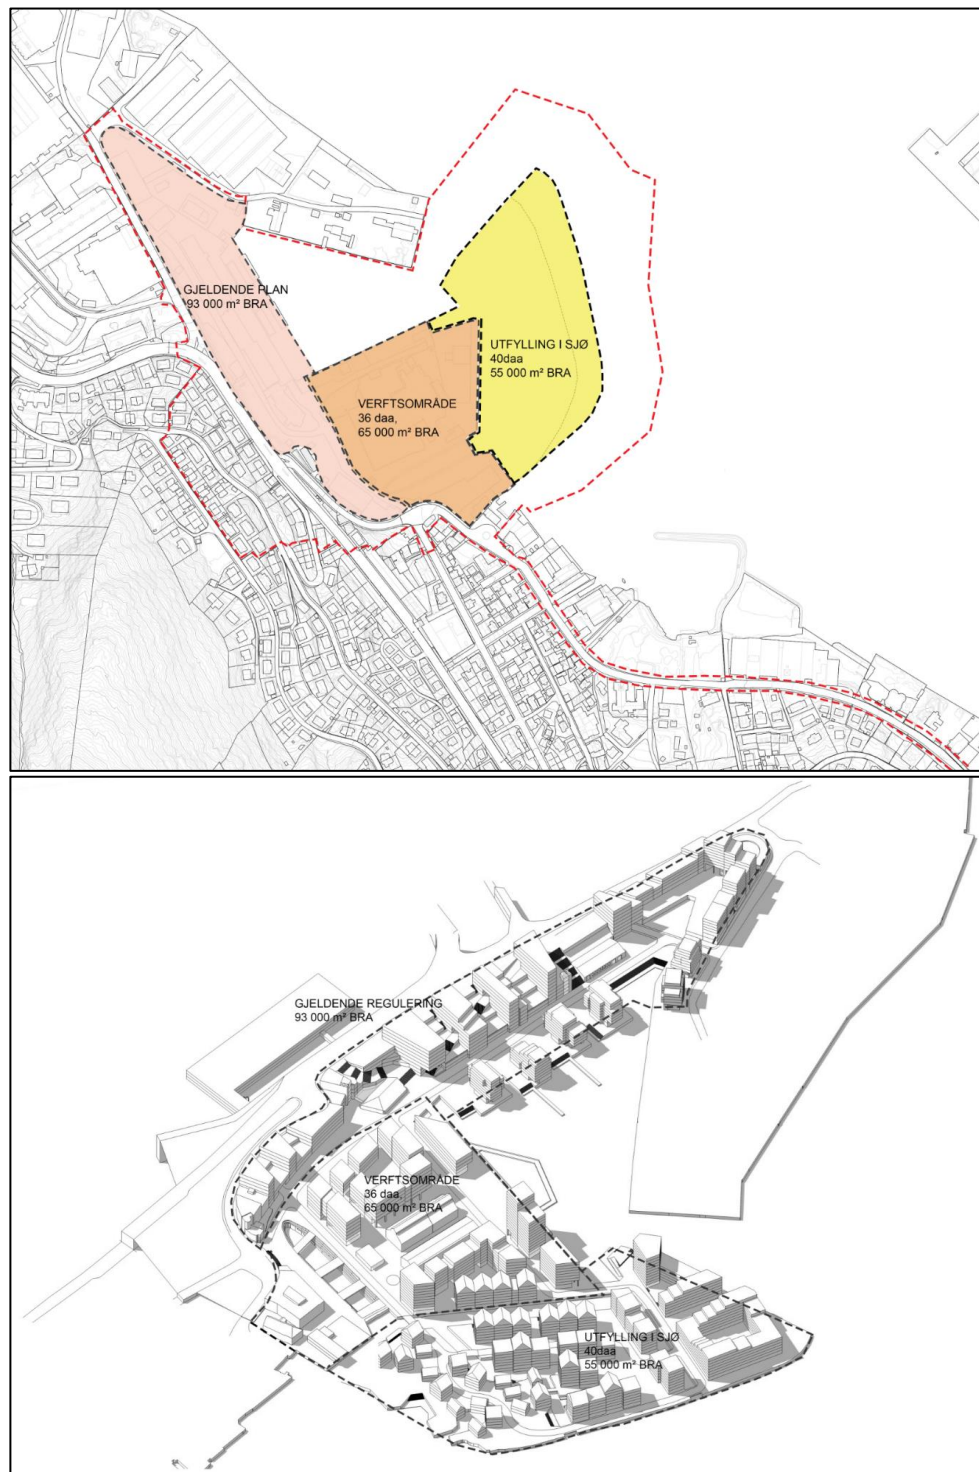 GJELDENDE PLAN
93 000 m² BRA
UTFYLLING I SJØ
40daa
55 000 m² BRA
VERFTSOMRÅDE
36 daa,
65 000 m² BRA
GJELDENDE REGULERING
93 000 m² BRA
VERFTSOMRÅDE
36 daa,
65 000 m² BRA
UTFYLLING I SJØ
40daa
55 000 m² BRA